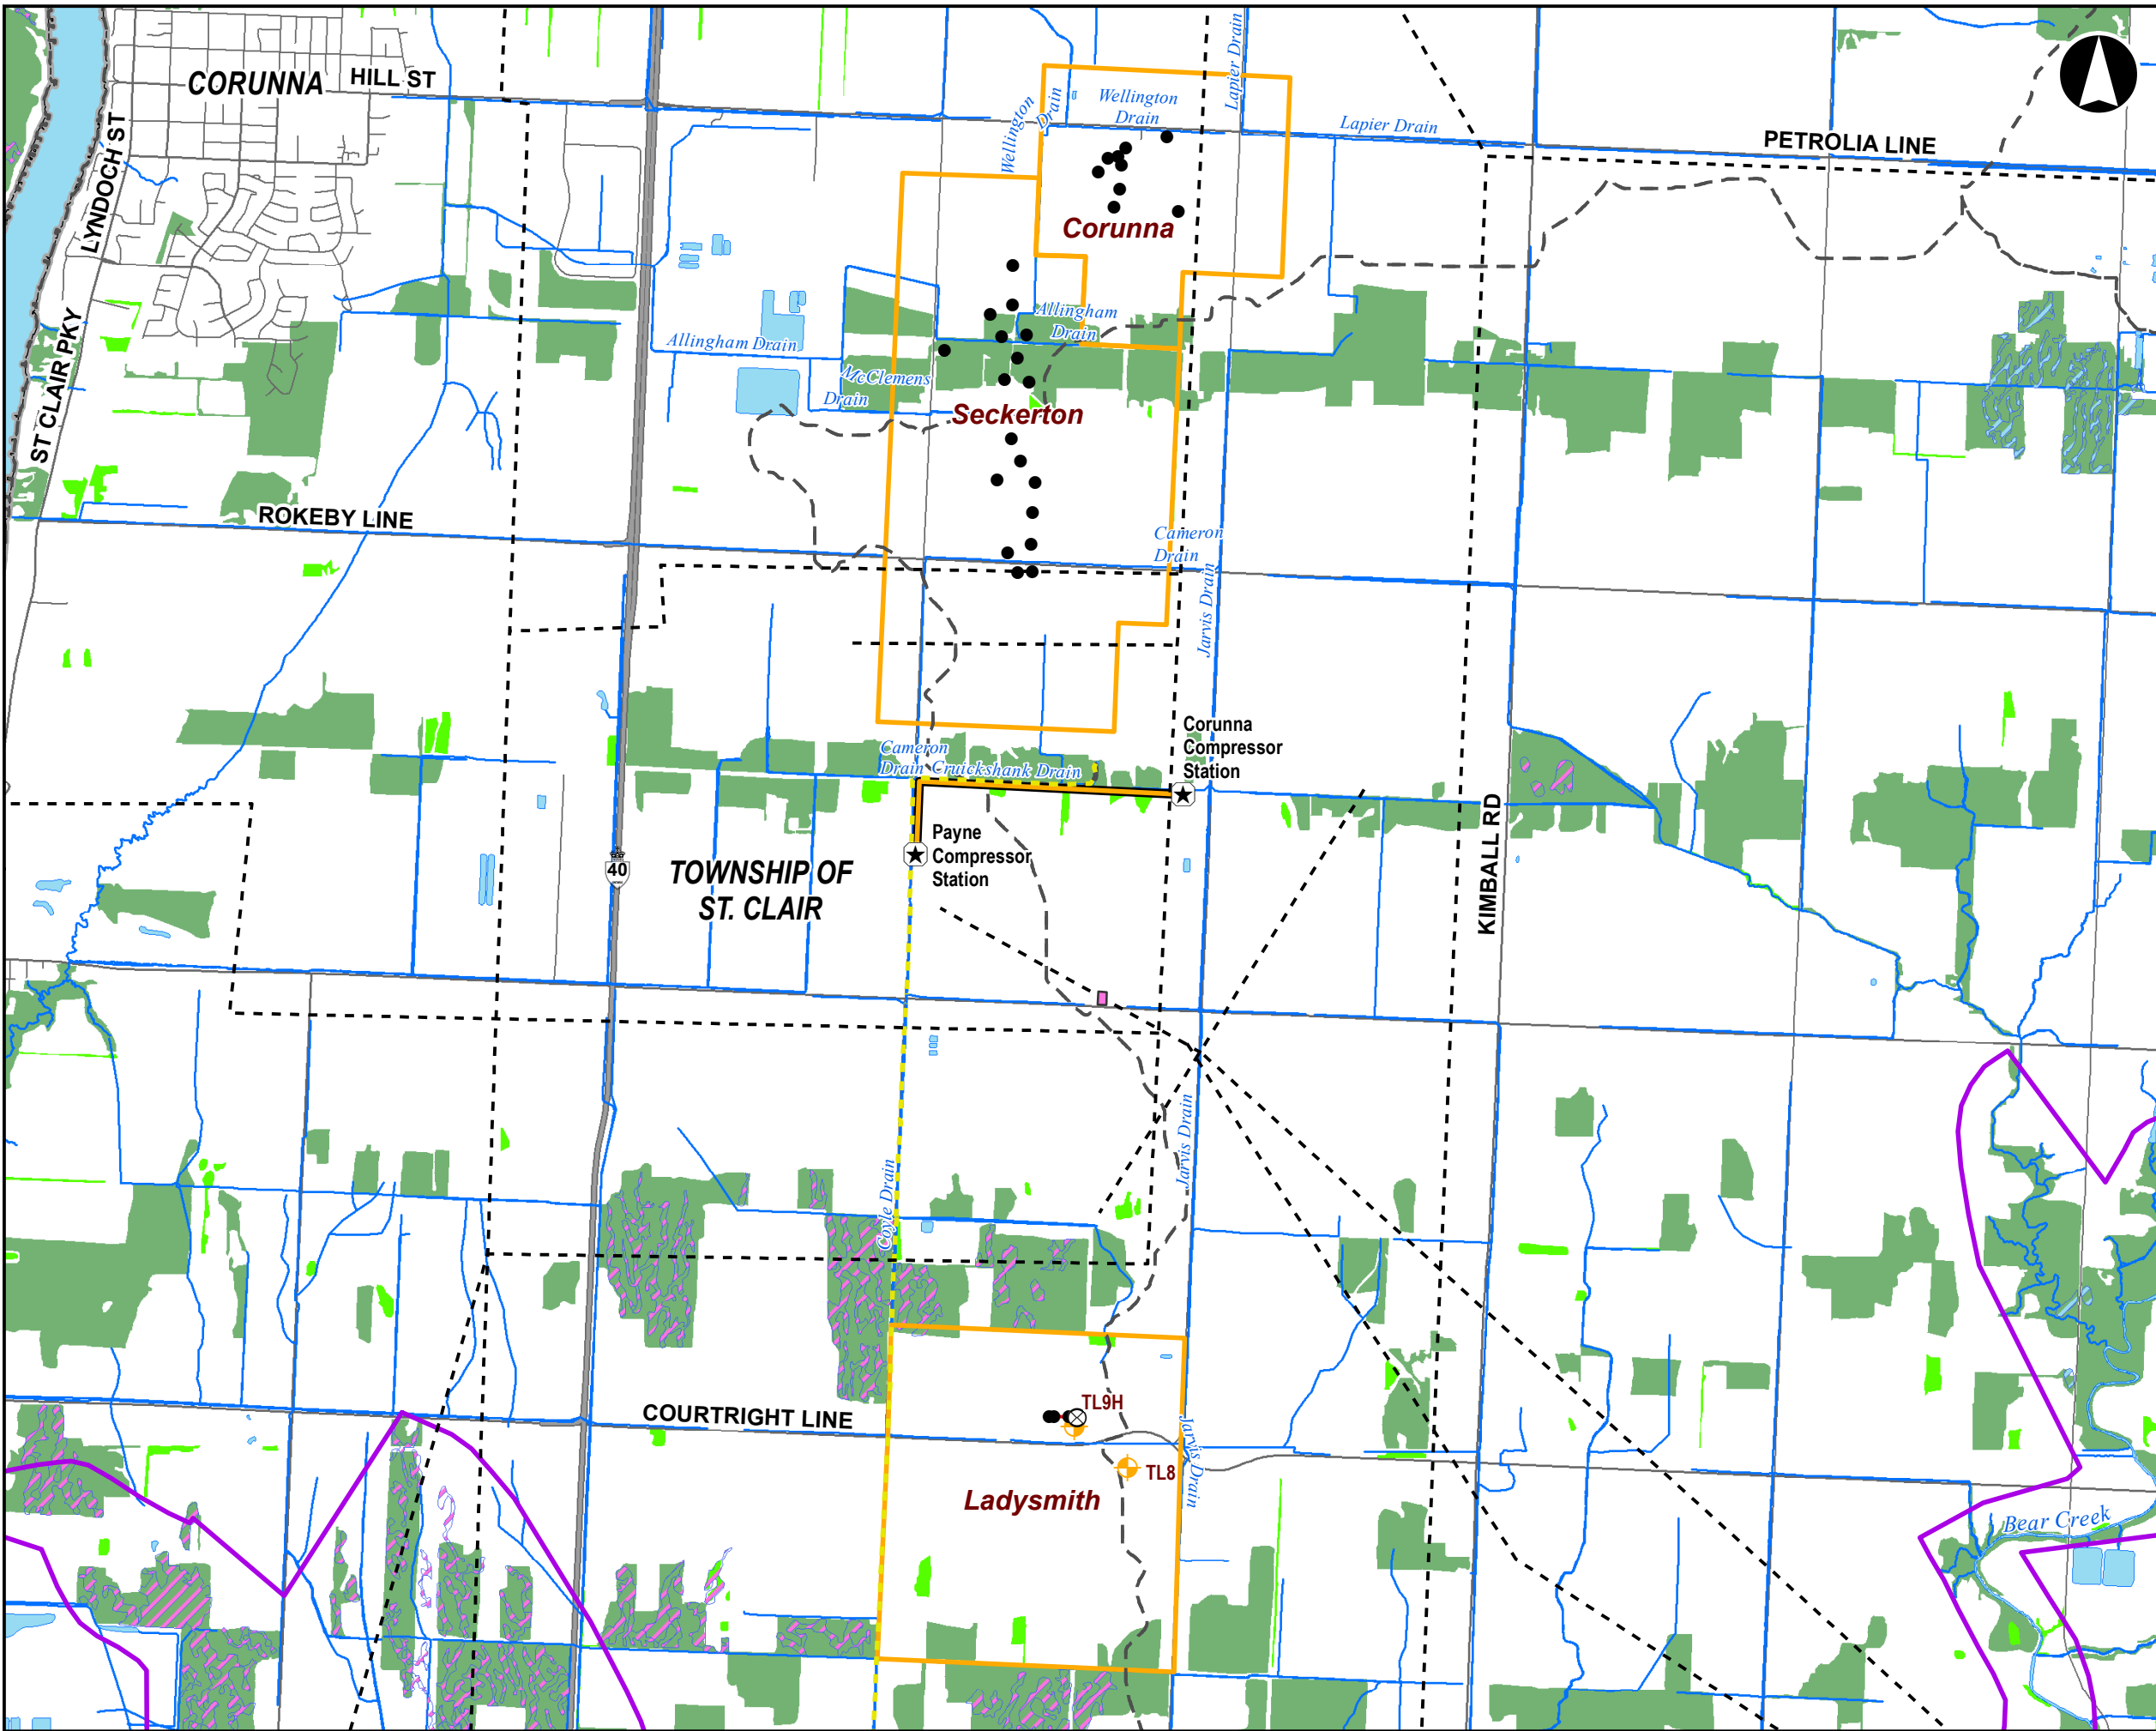 CORUNNA
HILL ST
LYNDOCH ST
ST CLAIR PKY
Wellington
Drain
Wellington
Drain
Lapier Drain
Lapier Drain
PETROLIA LINE
Corunna
Allingham
Drain
Allingham Drain
McClemens
Drain
Seckerton
ROKEBY LINE
Cameron
Drain
Jarvis Drain
Corunna
Compressor
Station
Cameron
Drain
Cruickshank Drain
Payne
Compressor
Station
40
TOWNSHIP OF
ST. CLAIR
KIMBALL RD
Jarvis Drain
Coyle Drain
COURTRIGHT LINE
TL9H
TL8
Jarvis Drain
Ladysmith
Bear Creek